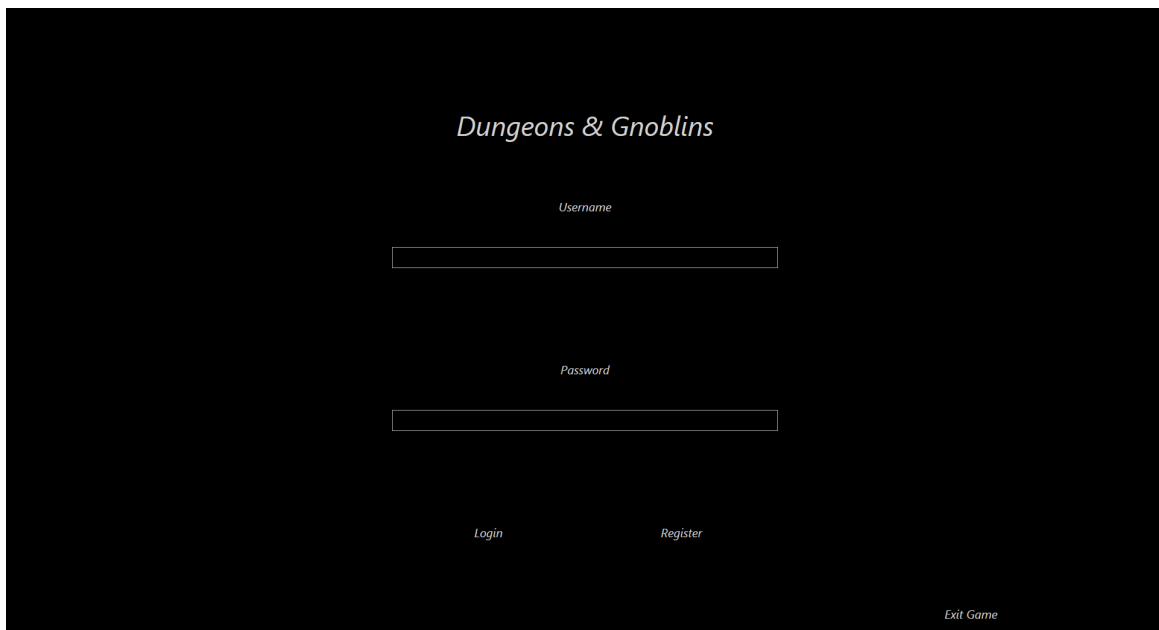 Dungeons & Gnoblins
Username
Password
Login Register
Exit Game